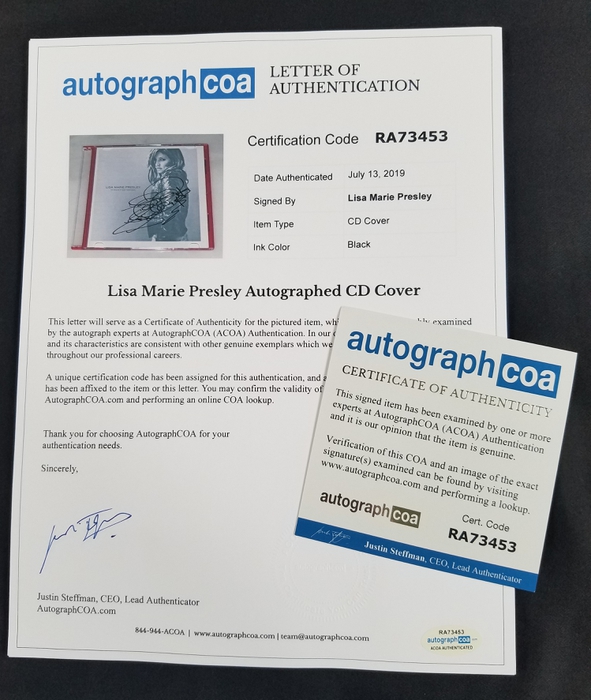 autograph coa
LETTER OF
AUTHENTICATION
Certification Code RA73453
Date Authenticated July 13, 2019
Signed By Lisa Marie Presley
Item Type CD Cover
Ink Color Black
Lisa Marie Presley Autographed CD Cover
This letter will serve as a Certificate of Authenticity for the pictured item, examined
by the autograph experts at AutographCOA (ACOA) Authentication. In our
and its characteristics are consistent with other genuine exemplars which we
throughout our professional careers.
A unique certification code has been assigned for this authentication, and
has been affixed to the item or this letter. You may confirm the validity of
AutographCOA.com and performing an online COA lookup.
Thank you for choosing AutographCOA for your
authentication needs.
Sincerely,
Justin Steffman, CEO, Lead Authenticator
AutographCOA.com
844-944-ACOA | www.autographcoa.com | team@autographcoa.com
RA73453
autograph coa
ACOA AUTHENTICATED
autograph coa
CERTIFICATE OF AUTHENTICITY
This signed item has been examined by one or more
experts at AutographCOA (ACOA) Authentication
and it is our opinion that the item is genuine.
Verification of this COA and an image of the exact
signature(s) examined can be found by visiting
www.autographcoa.com and performing a lookup.
autograph coa
Cert. Code
RA73453
Justin Steffman, CEO, Lead Authenticator